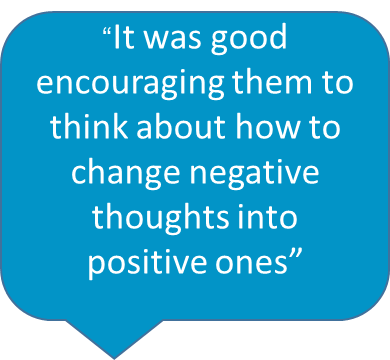 “It was good
encouraging them to
think about how to
change negative
thoughts into
positive ones”